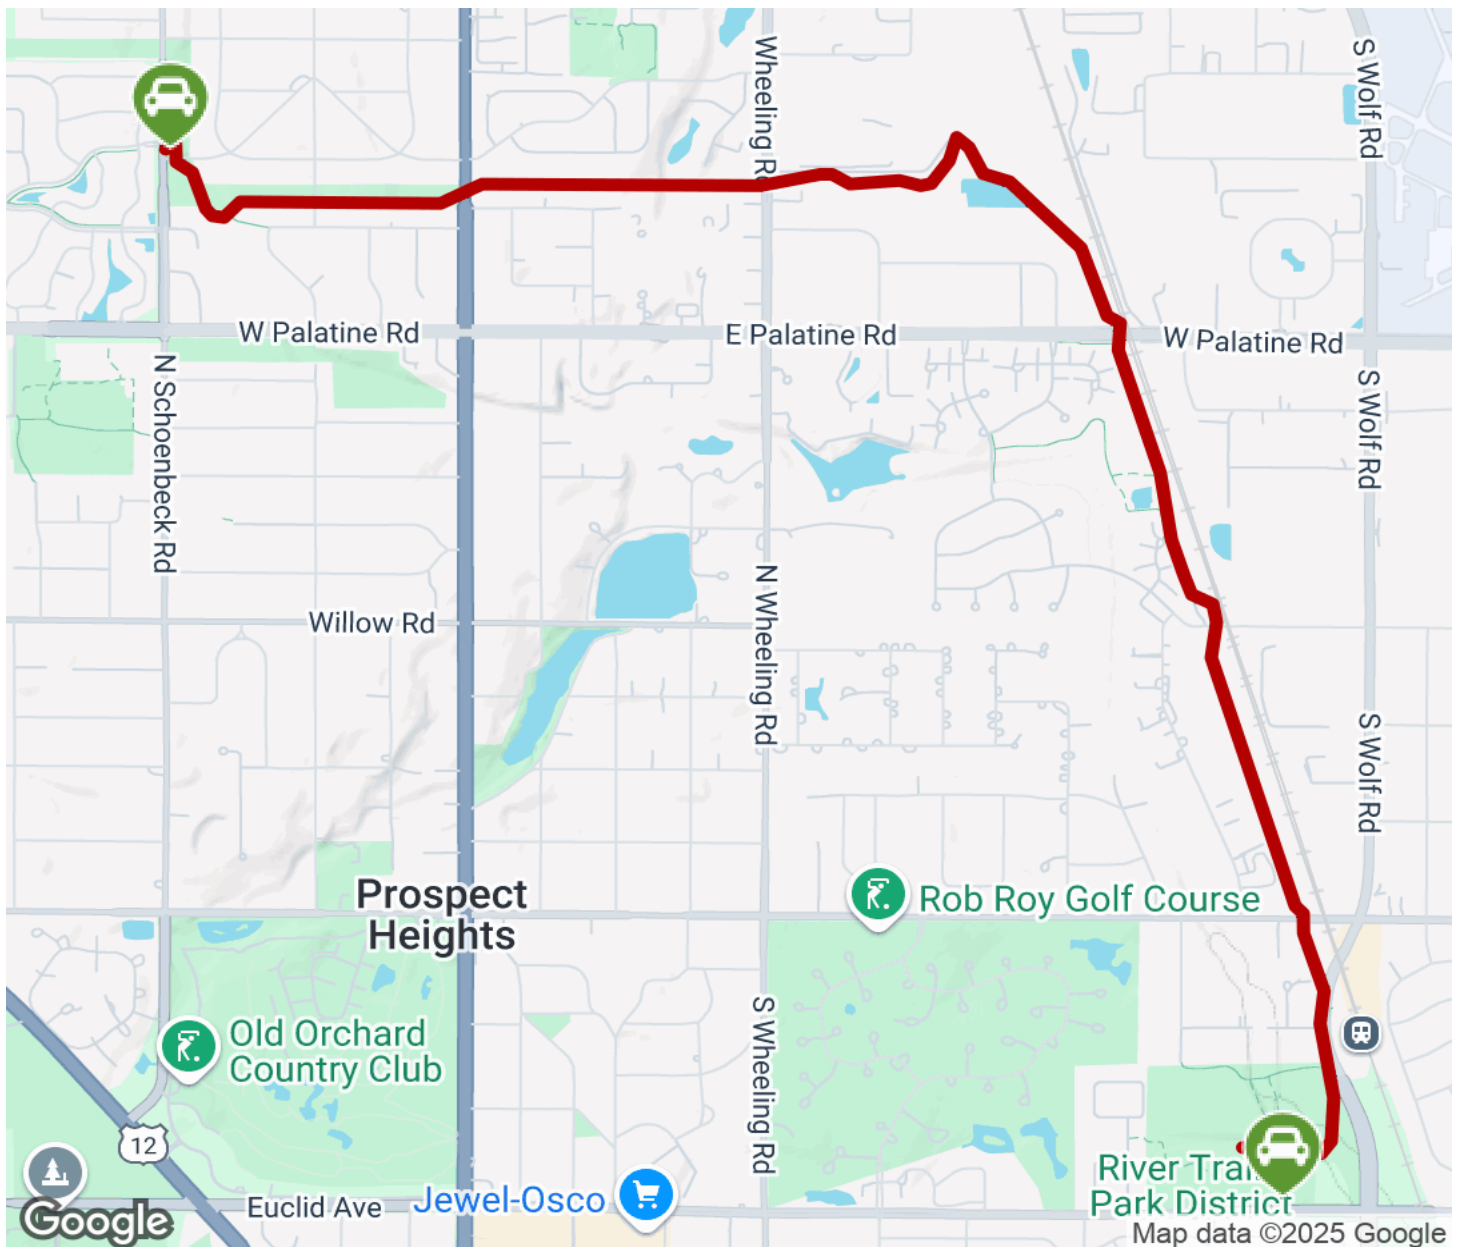 Wheeling Rd
S Wolf Rd
W Palatine Rd
E Palatine Rd
W Palatine Rd
N Schoenbeck Rd
S Wolf Rd
Willow Rd
N Wheeling Rd
S Wolf Rd
Prospect
Heights
Rob Roy Golf Course
Old Orchard
Country Club
S Wheeling Rd
12
River Trai
Park District
Euclid Ave
Jewel-Osco
Google
Map data ©2025 Google